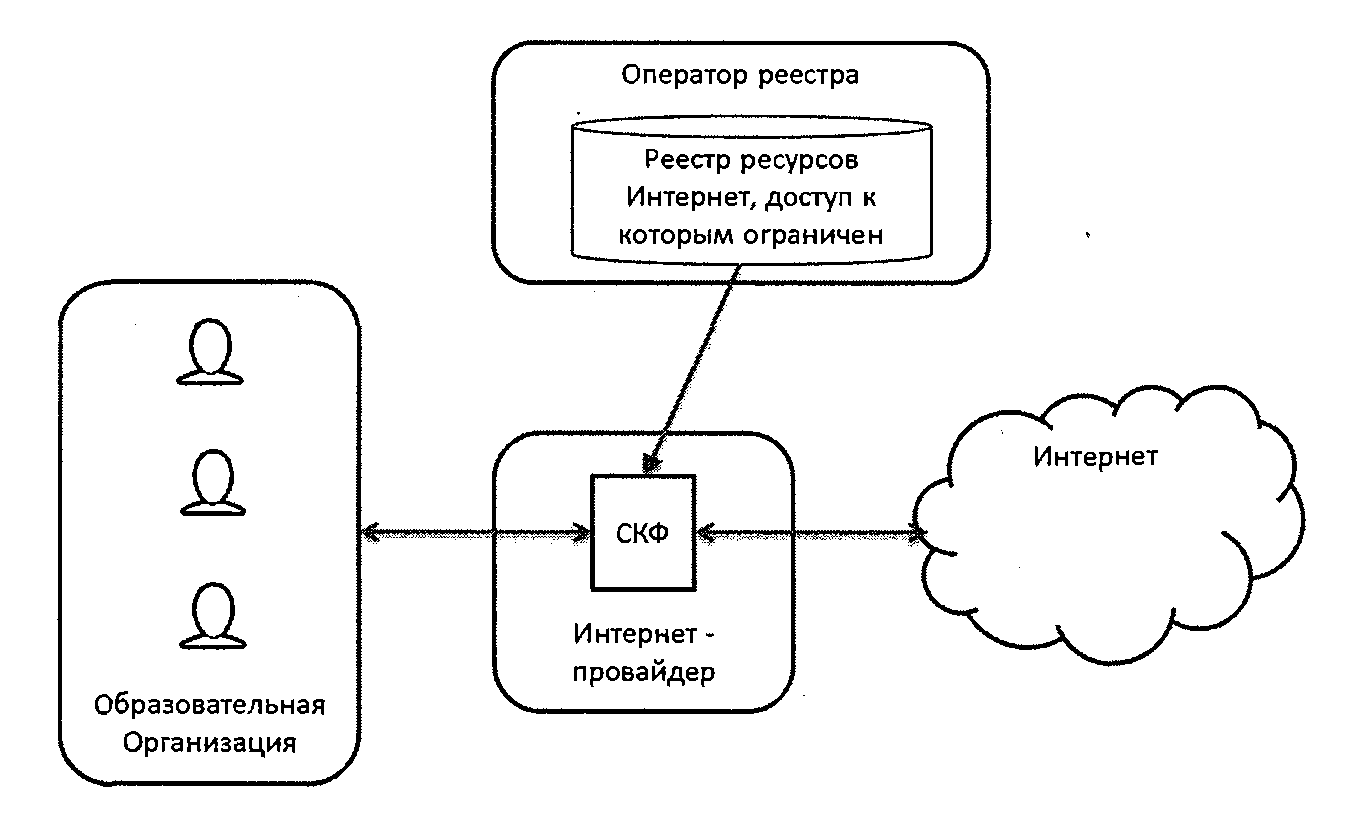 Оператор реестра
Реестр ресурсов
Интернет, доступ к
которым ограничен
Интернет
СКФ
Интернет -
провайдер
Образовательная
Организация